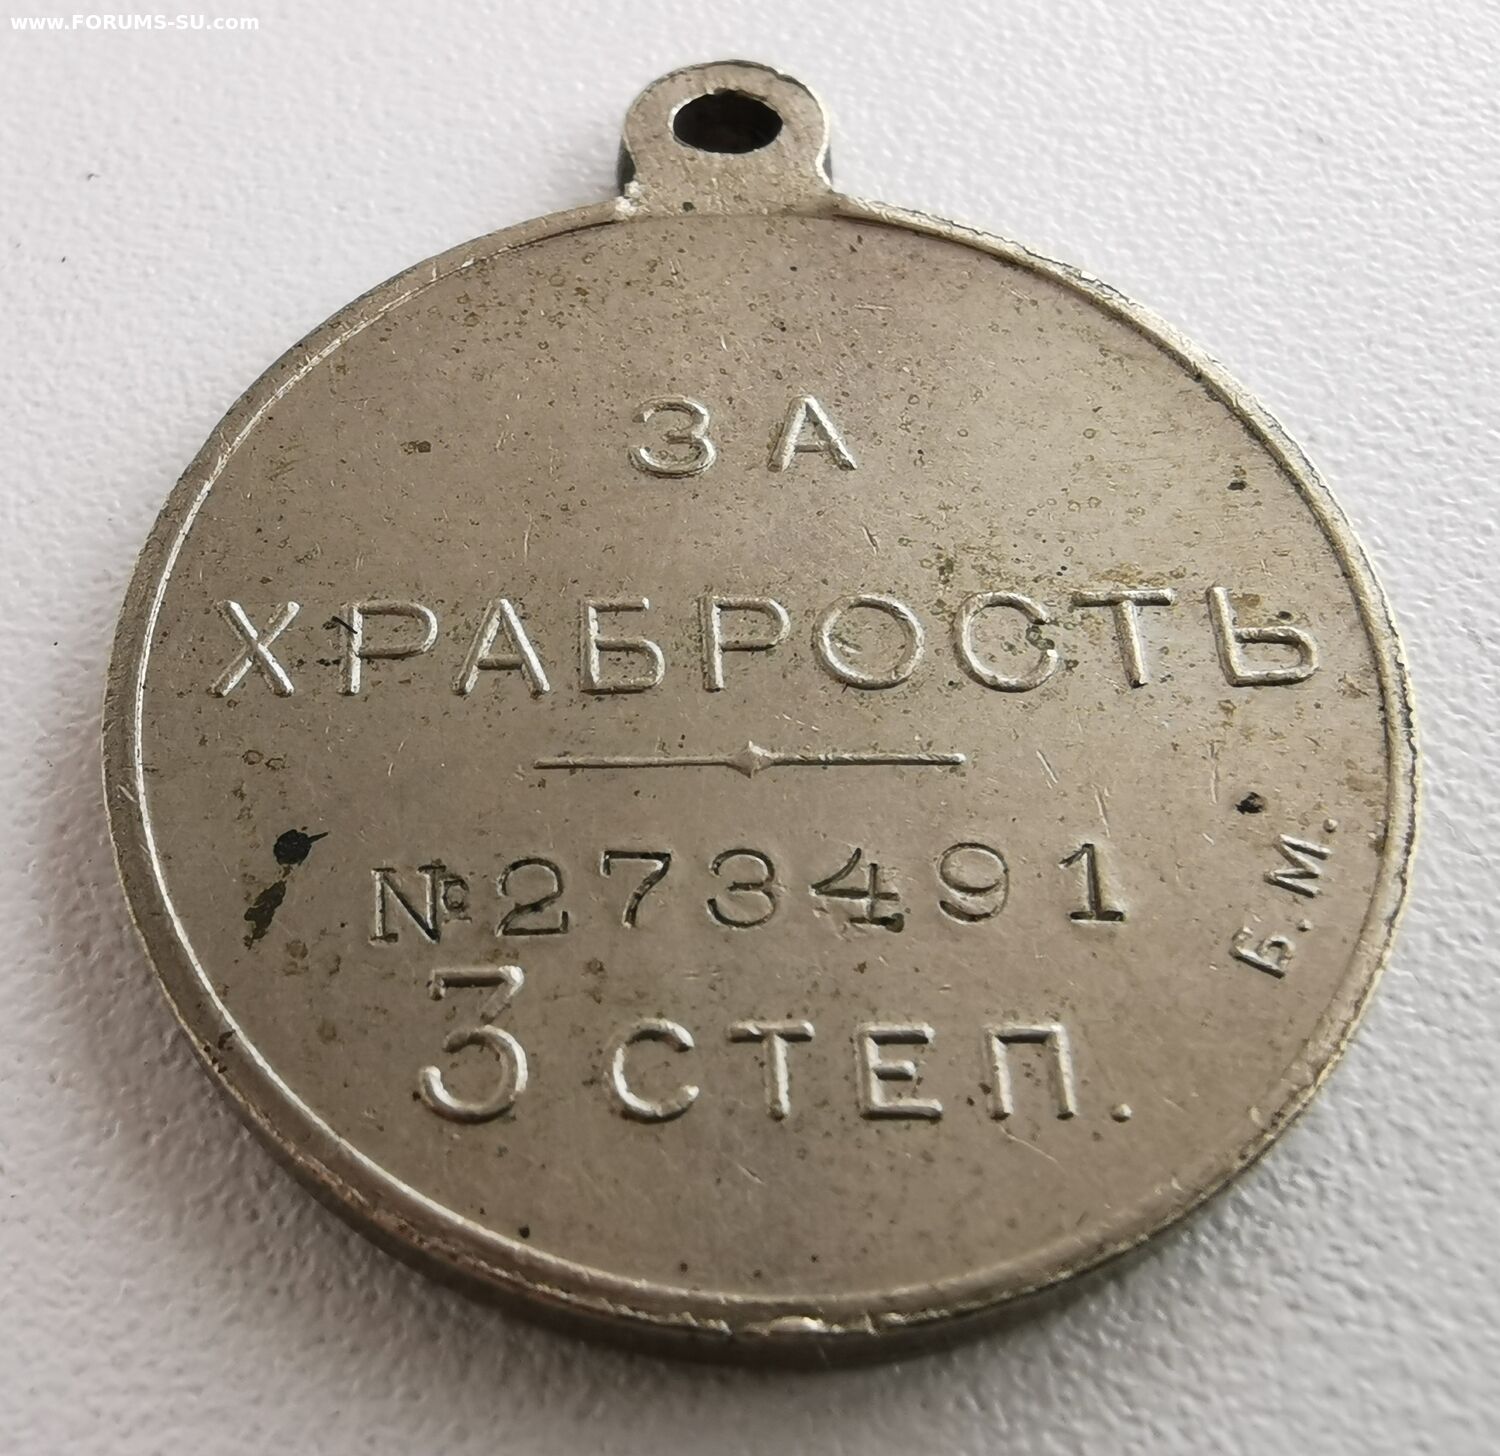 www.FORUMS-SU.com
ЗА
ХРАБРОСТЬ
№273491
3 СТЕП.
Б.М.